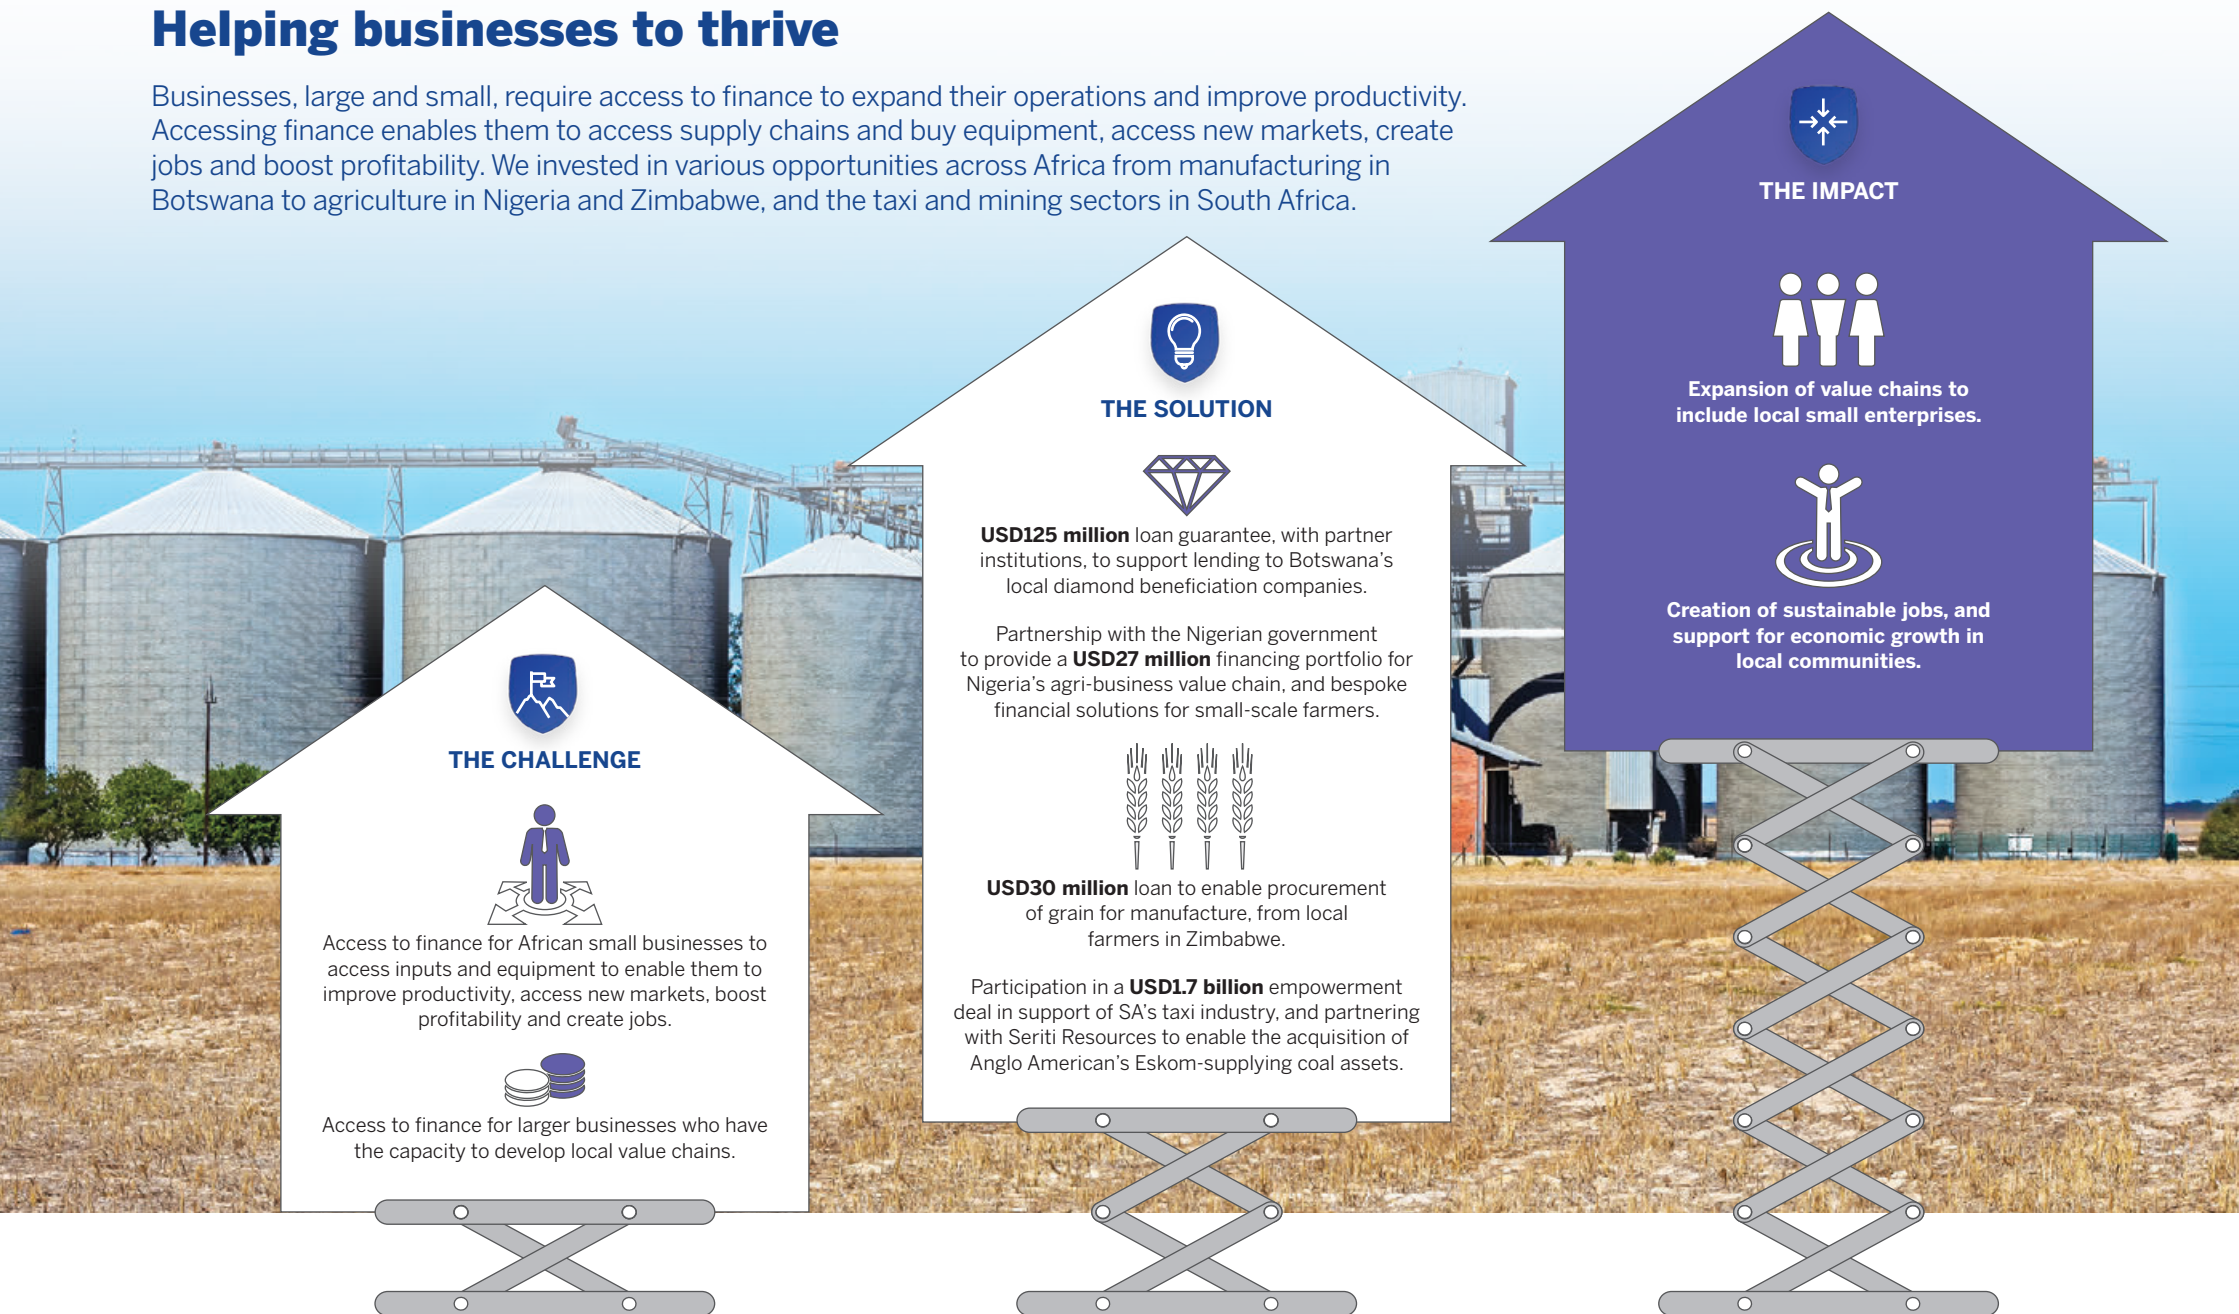 Helping businesses to thrive
Businesses, large and small, require access to finance to expand their operations and improve productivity.
Accessing finance enables them to access supply chains and buy equipment, access new markets, create
jobs and boost profitability. We invested in various opportunities across Africa from manufacturing in
Botswana to agriculture in Nigeria and Zimbabwe, and the taxi and mining sectors in South Africa.
THE CHALLENGE
Access to finance for African small businesses to
access inputs and equipment to enable them to
improve productivity, access new markets, boost
profitability and create jobs.
Access to finance for larger businesses who have
the capacity to develop local value chains.
THE SOLUTION
USD125 million loan guarantee, with partner
institutions, to support lending to Botswana's
local diamond beneficiation companies.
Partnership with the Nigerian government
to provide a USD27 million financing portfolio for
Nigeria's agri-business value chain, and bespoke
financial solutions for small-scale farmers.
USD30 million loan to enable procurement
of grain for manufacture, from local
farmers in Zimbabwe.
Participation in a USD1.7 billion empowerment
deal in support of SA's taxi industry, and partnering
with Seriti Resources to enable the acquisition of
Anglo American's Eskom-supplying coal assets.
THE IMPACT
Expansion of value chains to
include local small enterprises.
Creation of sustainable jobs, and
support for economic growth in
local communities.